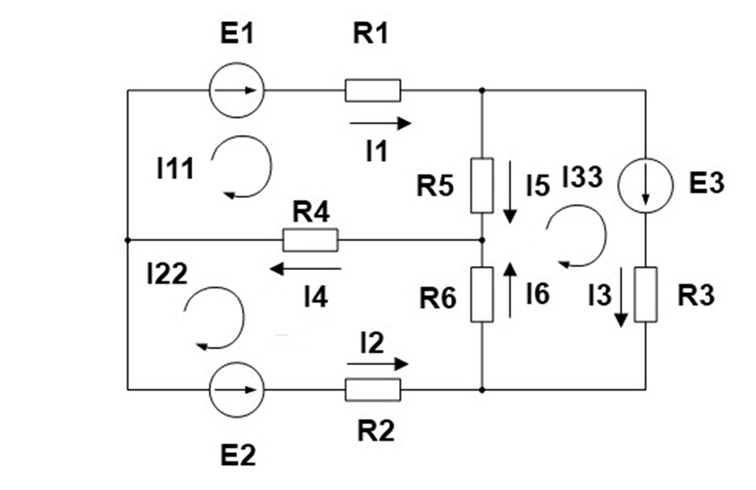 E1 R1
I1
I11
R5 I5 I33 E3
R4
I22
I4
R6 I6 I3 R3
I2
R2
E2